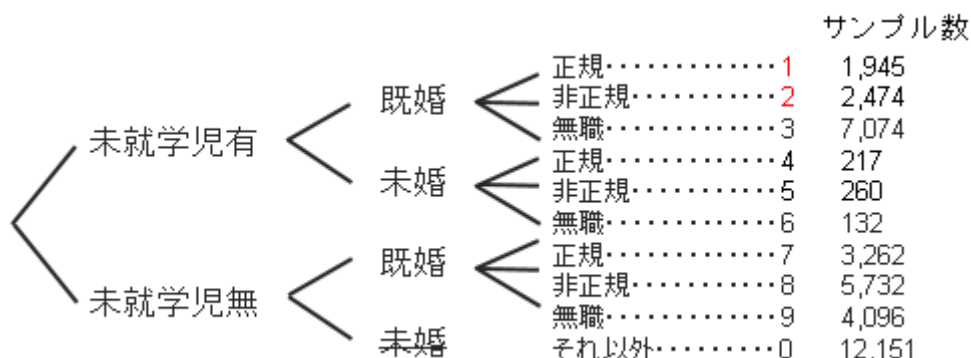 サンプル数
正規・・・・・・・・・・・・・1 1,945
既婚 非正規・・・・・・・・・・・2 2,474
未就学児有 無職・・・・・・・・・・・・・3 7,074
正規・・・・・・・・・・・・・4 217
未婚 非正規・・・・・・・・・・・5 260
無職・・・・・・・・・・・・・6 132
正規・・・・・・・・・・・・・7 3,262
既婚 非正規・・・・・・・・・・・8 5,732
未就学児無 無職・・・・・・・・・・・・・9 4,096
未婚 それ以外・・・・・・・・・0 12,151